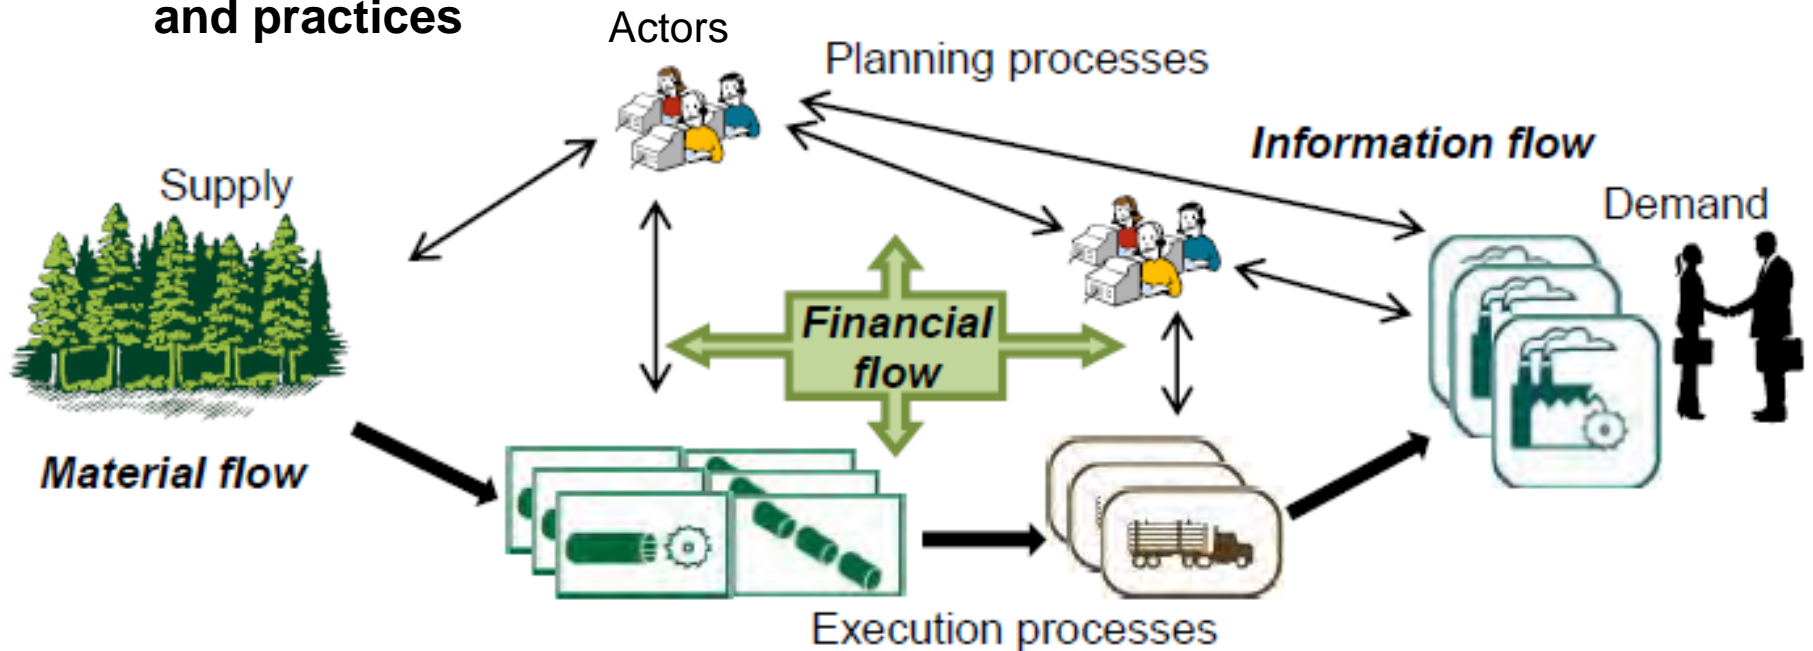 and practices
Actors
Planning processes
Information flow
Supply
Demand
Financial
flow
Material flow
Execution processes